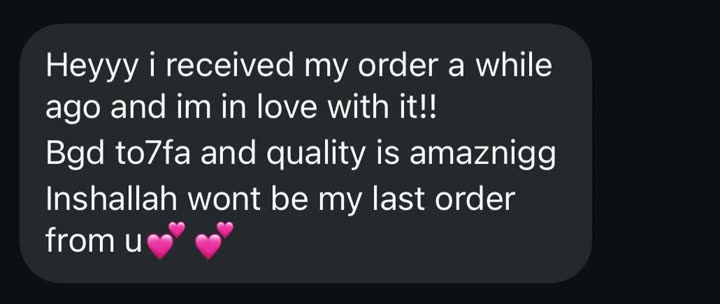 Heyyy i received my order a while
ago and im in love with it!!
Bgd to7fa and quality is amaznigg
Inshallah wont be my last order
from u💕 💕